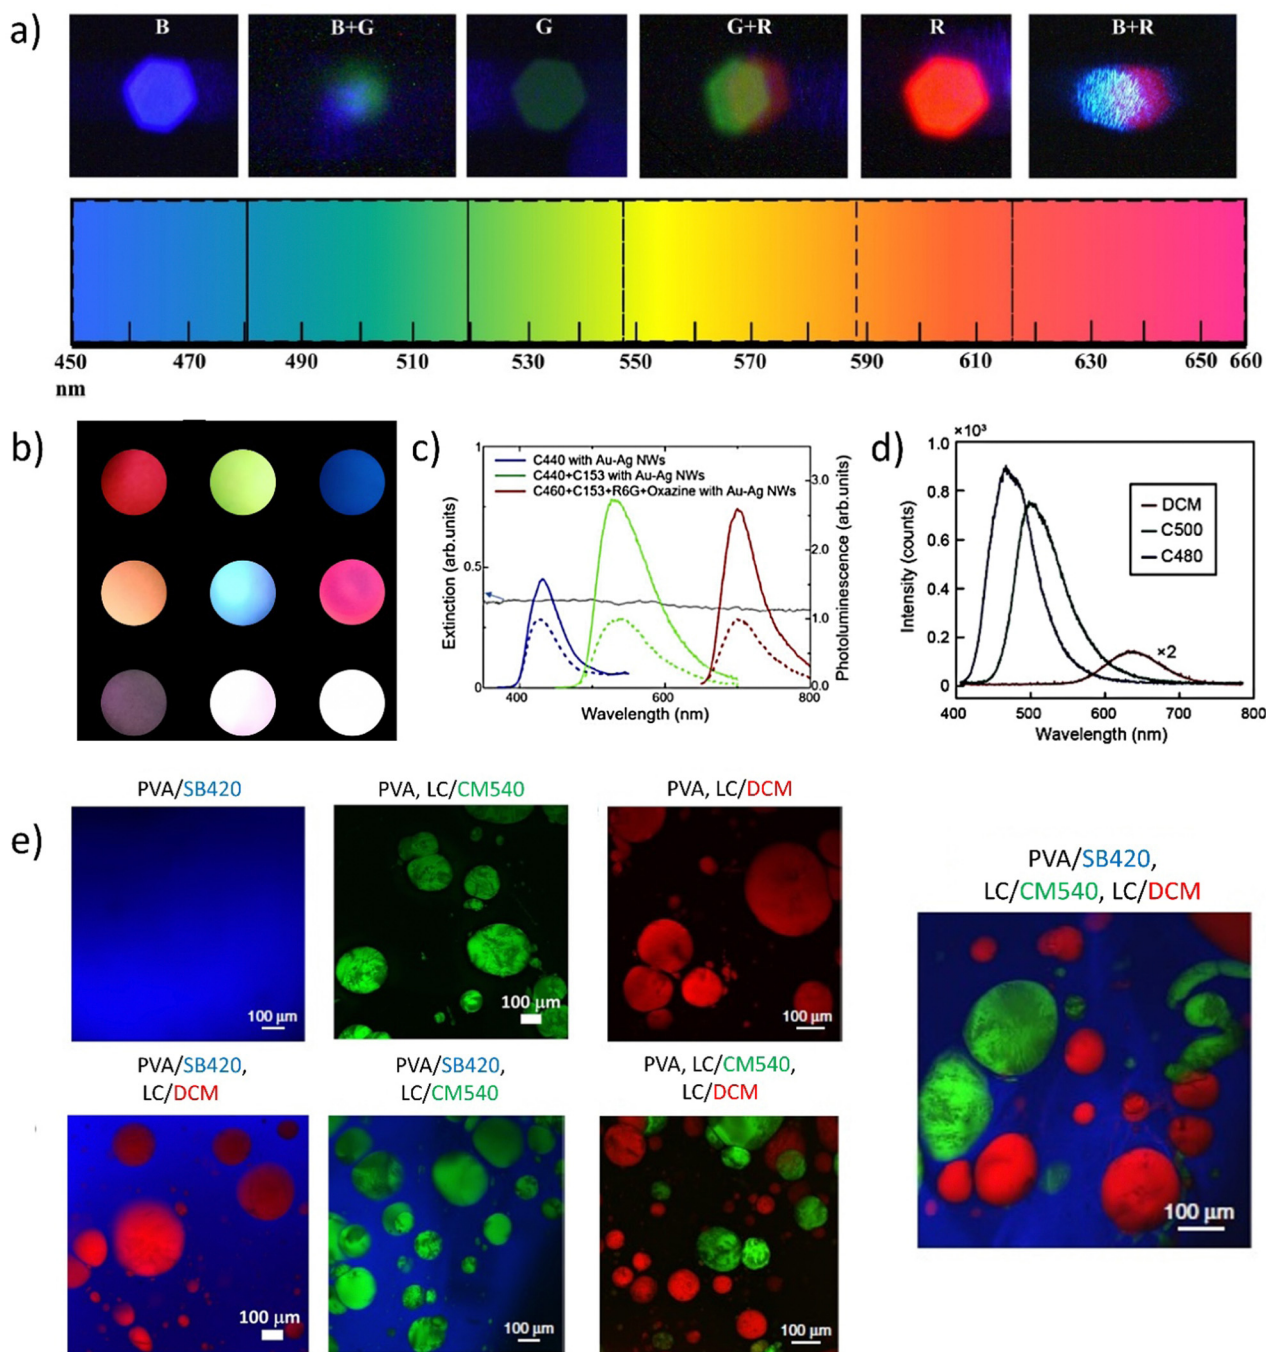 a)
B
B+G
G
G+R
R
B+R
450 470 490 510 530 550 570 590 610 630 650 660
nm
b)
c)
1
0.5
0
Extinction (arb.units)
C440 with Au-Ag NWs
C440+C153 with Au-Ag NWs
C460+C153+R6G+Oxazine with Au-Ag NWs
3.0
2.0
1.0
0.0
Photoluminescence (arb.units)
400 600 800
Wavelength (nm)
d)
×10³
1.0
0.8
0.6
0.4
0.2
0
Intensity (counts)
DCM
C500
C480
×2
400 500 600 700 800
Wavelength (nm)
e)
PVA/SB420
100 μm
PVA, LC/CM540
100 μm
PVA, LC/DCM
100 μm
PVA/SB420,
LC/DCM
100 μm
PVA/SB420,
LC/CM540
100 μm
PVA, LC/CM540,
LC/DCM
100 μm
PVA/SB420,
LC/CM540, LC/DCM
100 μm